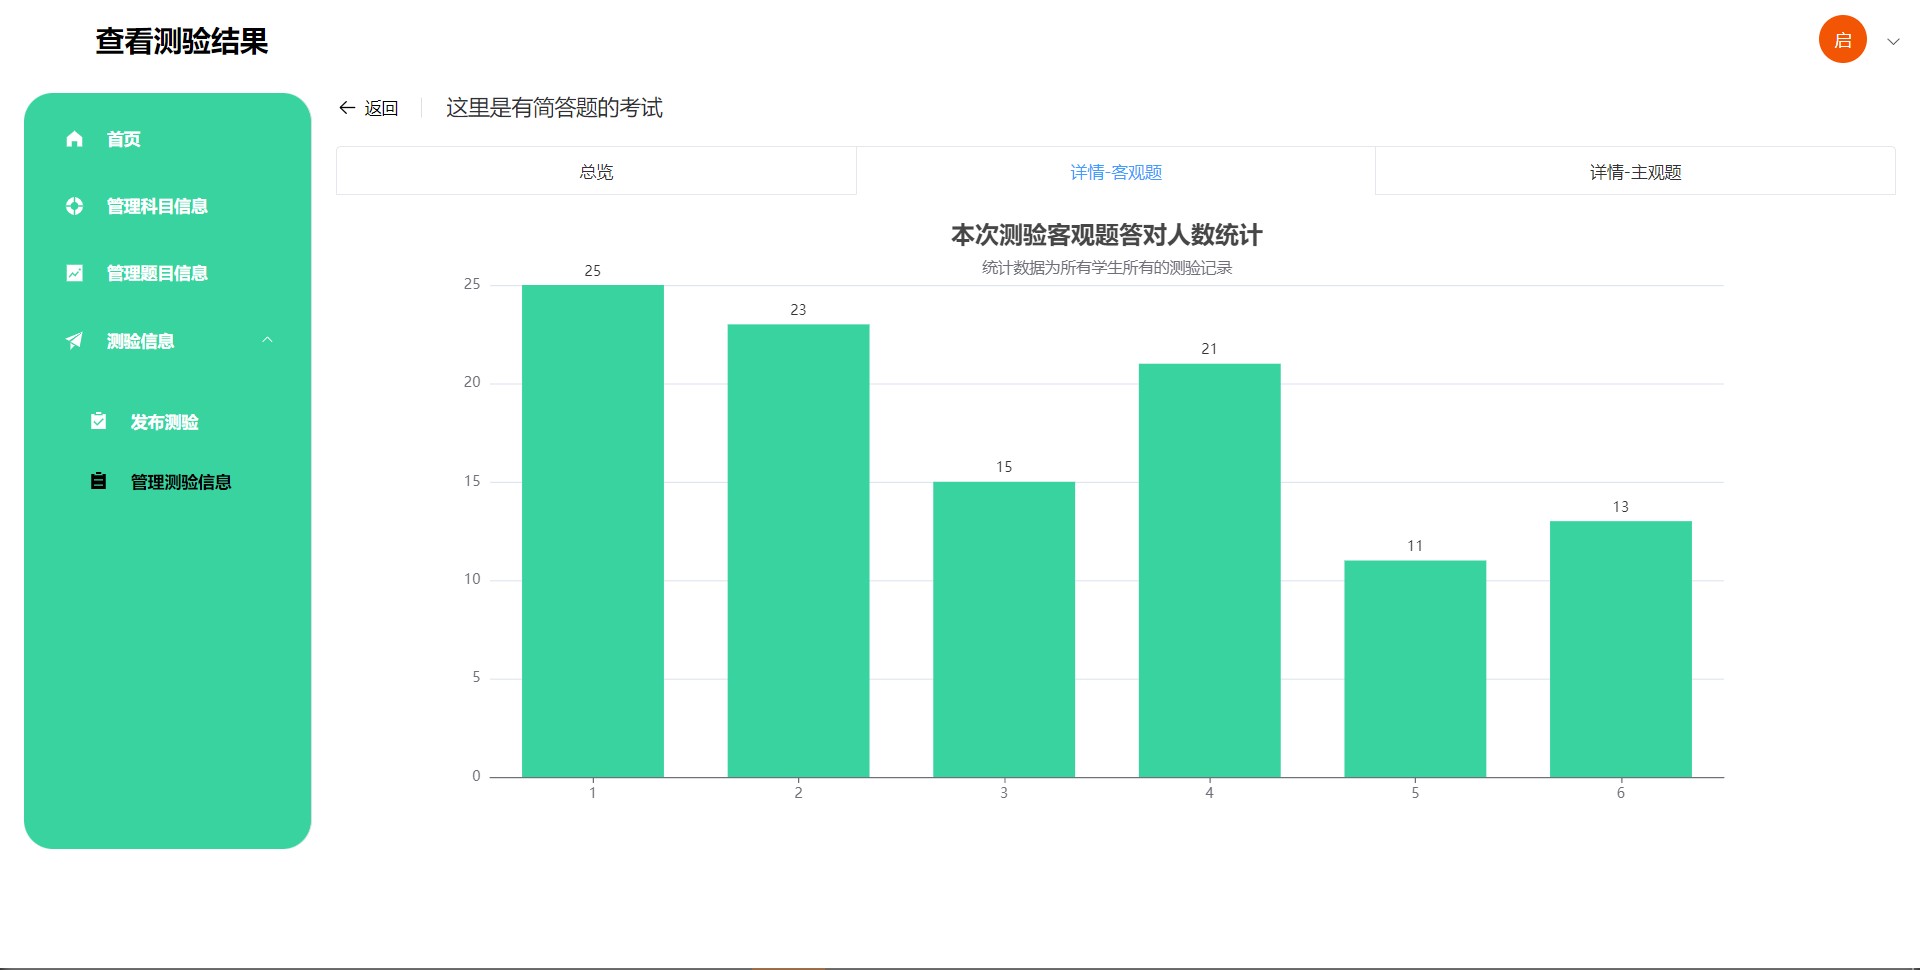 查看测验结果
启
首页
管理科目信息
管理题目信息
测验信息
发布测验
管理测验信息
返回
这里是有简答题的考试
总览
详情-客观题
详情-主观题
本次测验客观题答对人数统计
统计数据为所有学生所有的测验记录
25
20
15
10
5
0
25
23
15
21
11
13
1
2
3
4
5
6